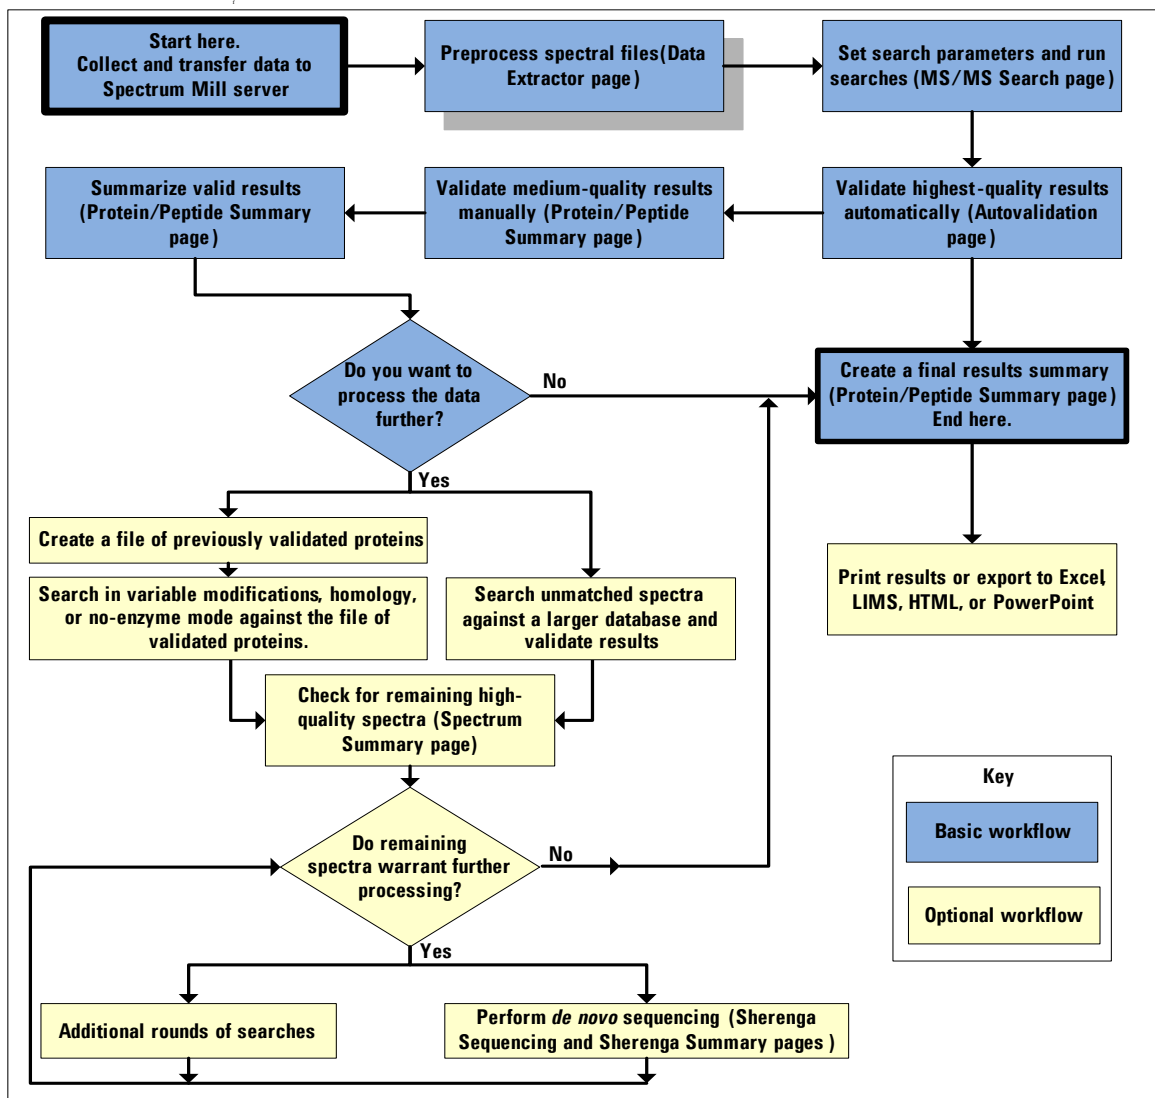 Start here.
Collect and transfer data to
Spectrum Mill server
Preprocess spectral files(Data
Extractor page)
Set search parameters and run
searches (MS/MS Search page)
Summarize valid results
(Protein/Peptide Summary
page)
Validate medium-quality results
manually (Protein/Peptide
Summary page)
Validate highest-quality results
automatically (Autovalidation
page)
Do you want to
process the data
further?
No
Create a final results summary
(Protein/Peptide Summary page)
End here.
Yes
Create a file of previously validated proteins
Search in variable modifications, homology,
or no-enzyme mode against the file of
validated proteins.
Search unmatched spectra
against a larger database and
validate results
Print results or export to Excel,
LIMS, HTML, or PowerPoint
Check for remaining high-
quality spectra (Spectrum
Summary page)
Key
Basic workflow
Optional workflow
Do remaining
spectra warrant further
processing?
No
Yes
Additional rounds of searches
Perform de novo sequencing (Sherenga
Sequencing and Sherenga Summary pages )